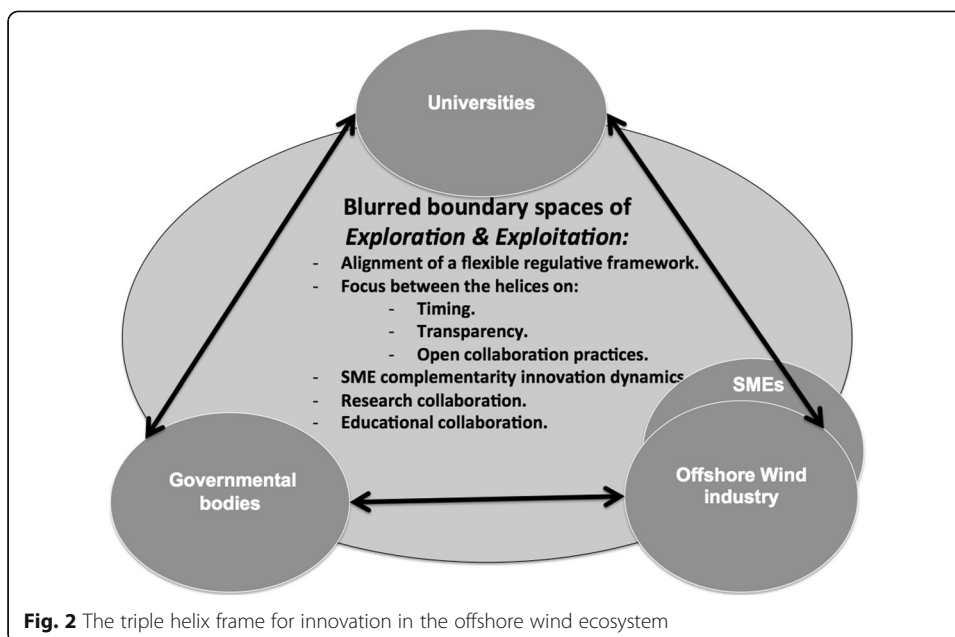 Universities
Blurred boundary spaces of
Exploration & Exploitation:
- Alignment of a flexible regulative framework.
- Focus between the helices on:
- Timing.
- Transparency.
- Open collaboration practices.
- SME complementarity innovation dynamics
- Research collaboration.
- Educational collaboration.
SMEs
Governmental
bodies
Offshore Wind
industry
Fig. 2 The triple helix frame for innovation in the offshore wind ecosystem